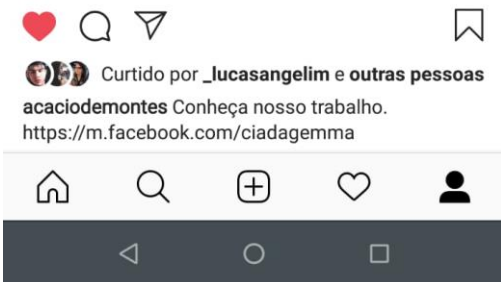 Curtido por _lucasangelim e outras pessoas
acaciodemontes Conheça nosso trabalho.
https://m.facebook.com/ciadagemma